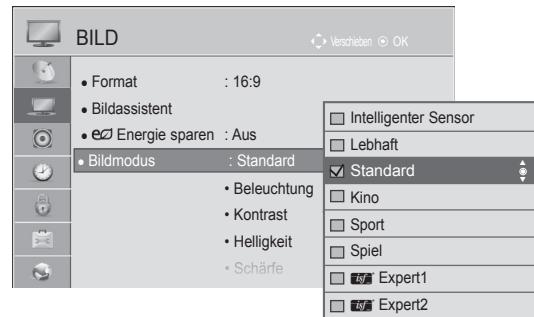 BILD
Verschieben OK
• Format : 16:9
• Bildassistent
• eco Energie sparen : Aus
• Bildmodus : Standard
• Beleuchtung
• Kontrast
• Helligkeit
• Schärfe
Intelligenter Sensor
Lebhaft
Standard
Kino
Sport
Spiel
isf Expert1
isf Expert2